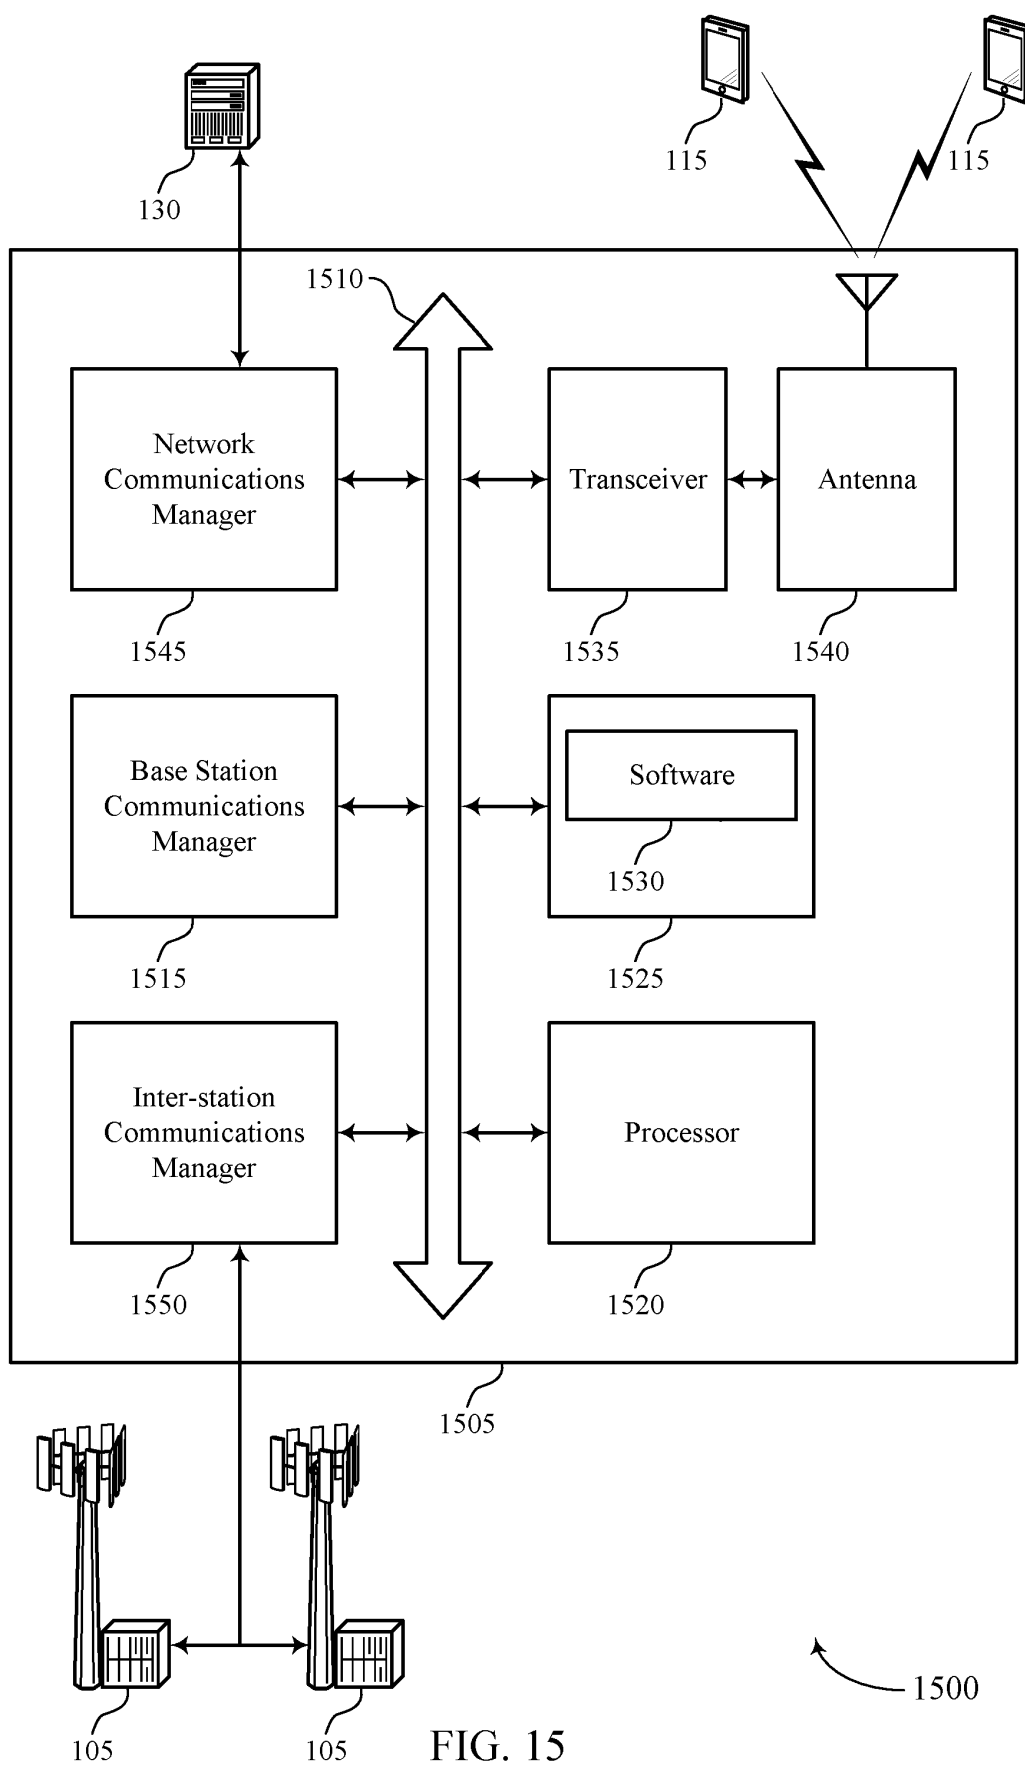 115
115
130
1510
Network
Communications
Manager
Transceiver
Antenna
1545
1535
1540
Base Station
Communications
Manager
Software
1530
1515
1525
Inter-station
Communications
Manager
Processor
1550
1520
1505
1500
105
105
FIG. 15